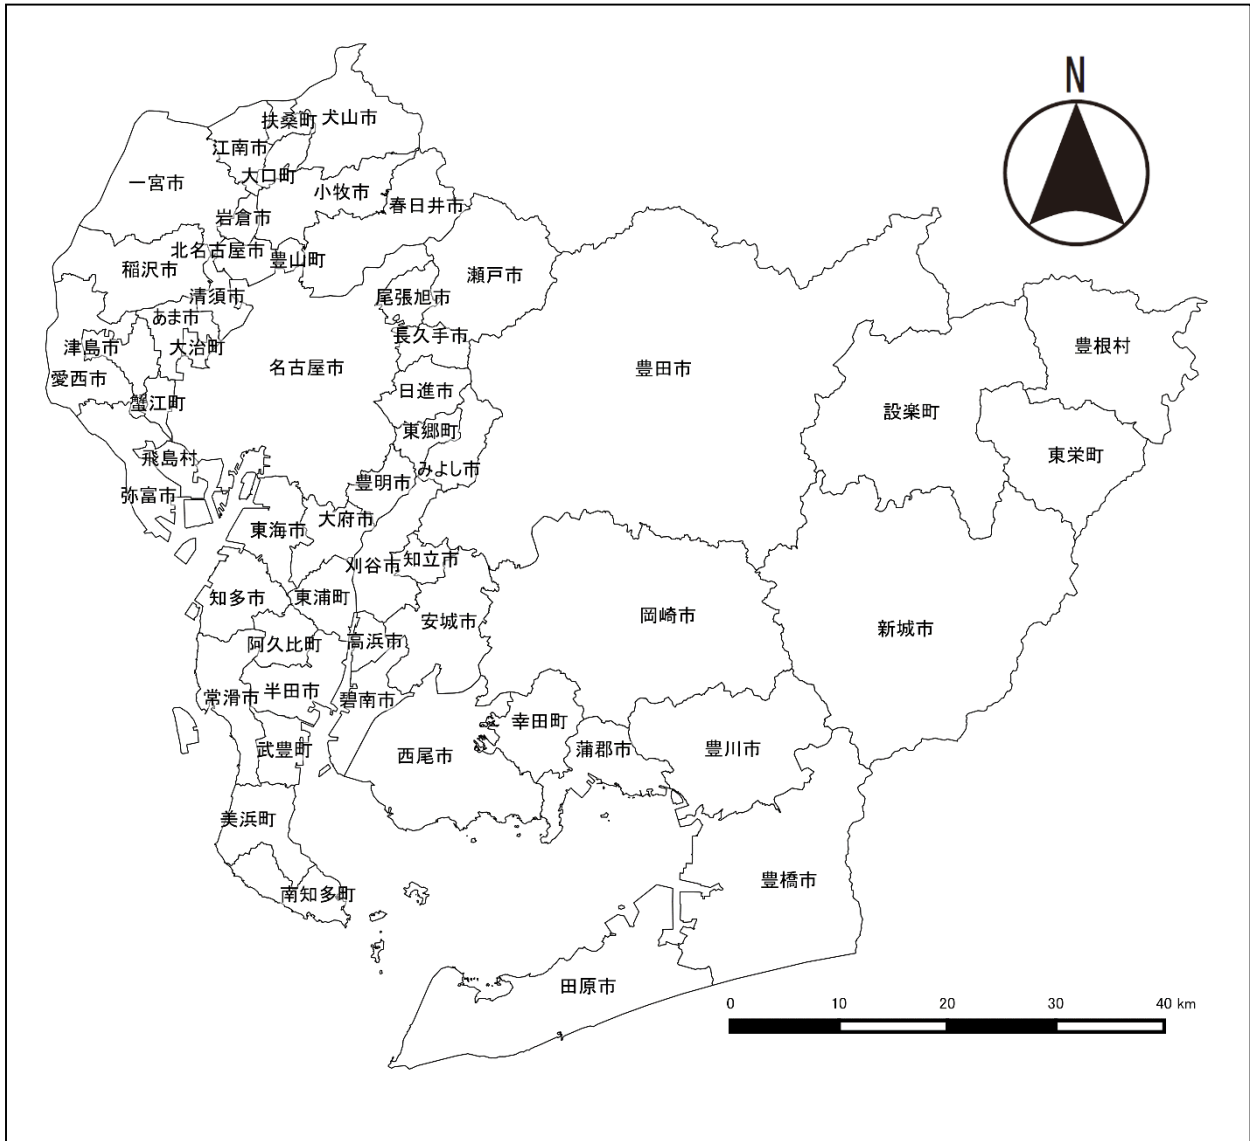 N
扶桑町
犬山市
江南市
大口町
一宮市
小牧市
春日井市
岩倉市
北名古屋市
豊山町
稲沢市
瀬戸市
清須市
尾張旭市
あま市
長久手市
津島市
大治町
名古屋市
豊田市
豊根村
愛西市
日進市
蟹江町
設楽町
東郷町
飛島村
みよし市
東栄町
豊明市
弥富市
東海市
大府市
刈谷市
知立市
知多市
東浦町
安城市
岡崎市
新城市
阿久比町
高浜市
常滑市
半田市
碧南市
武豊町
西尾市
幸田町
蒲郡市
豊川市
美浜町
南知多町
豊橋市
田原市
0 10 20 30 40 km